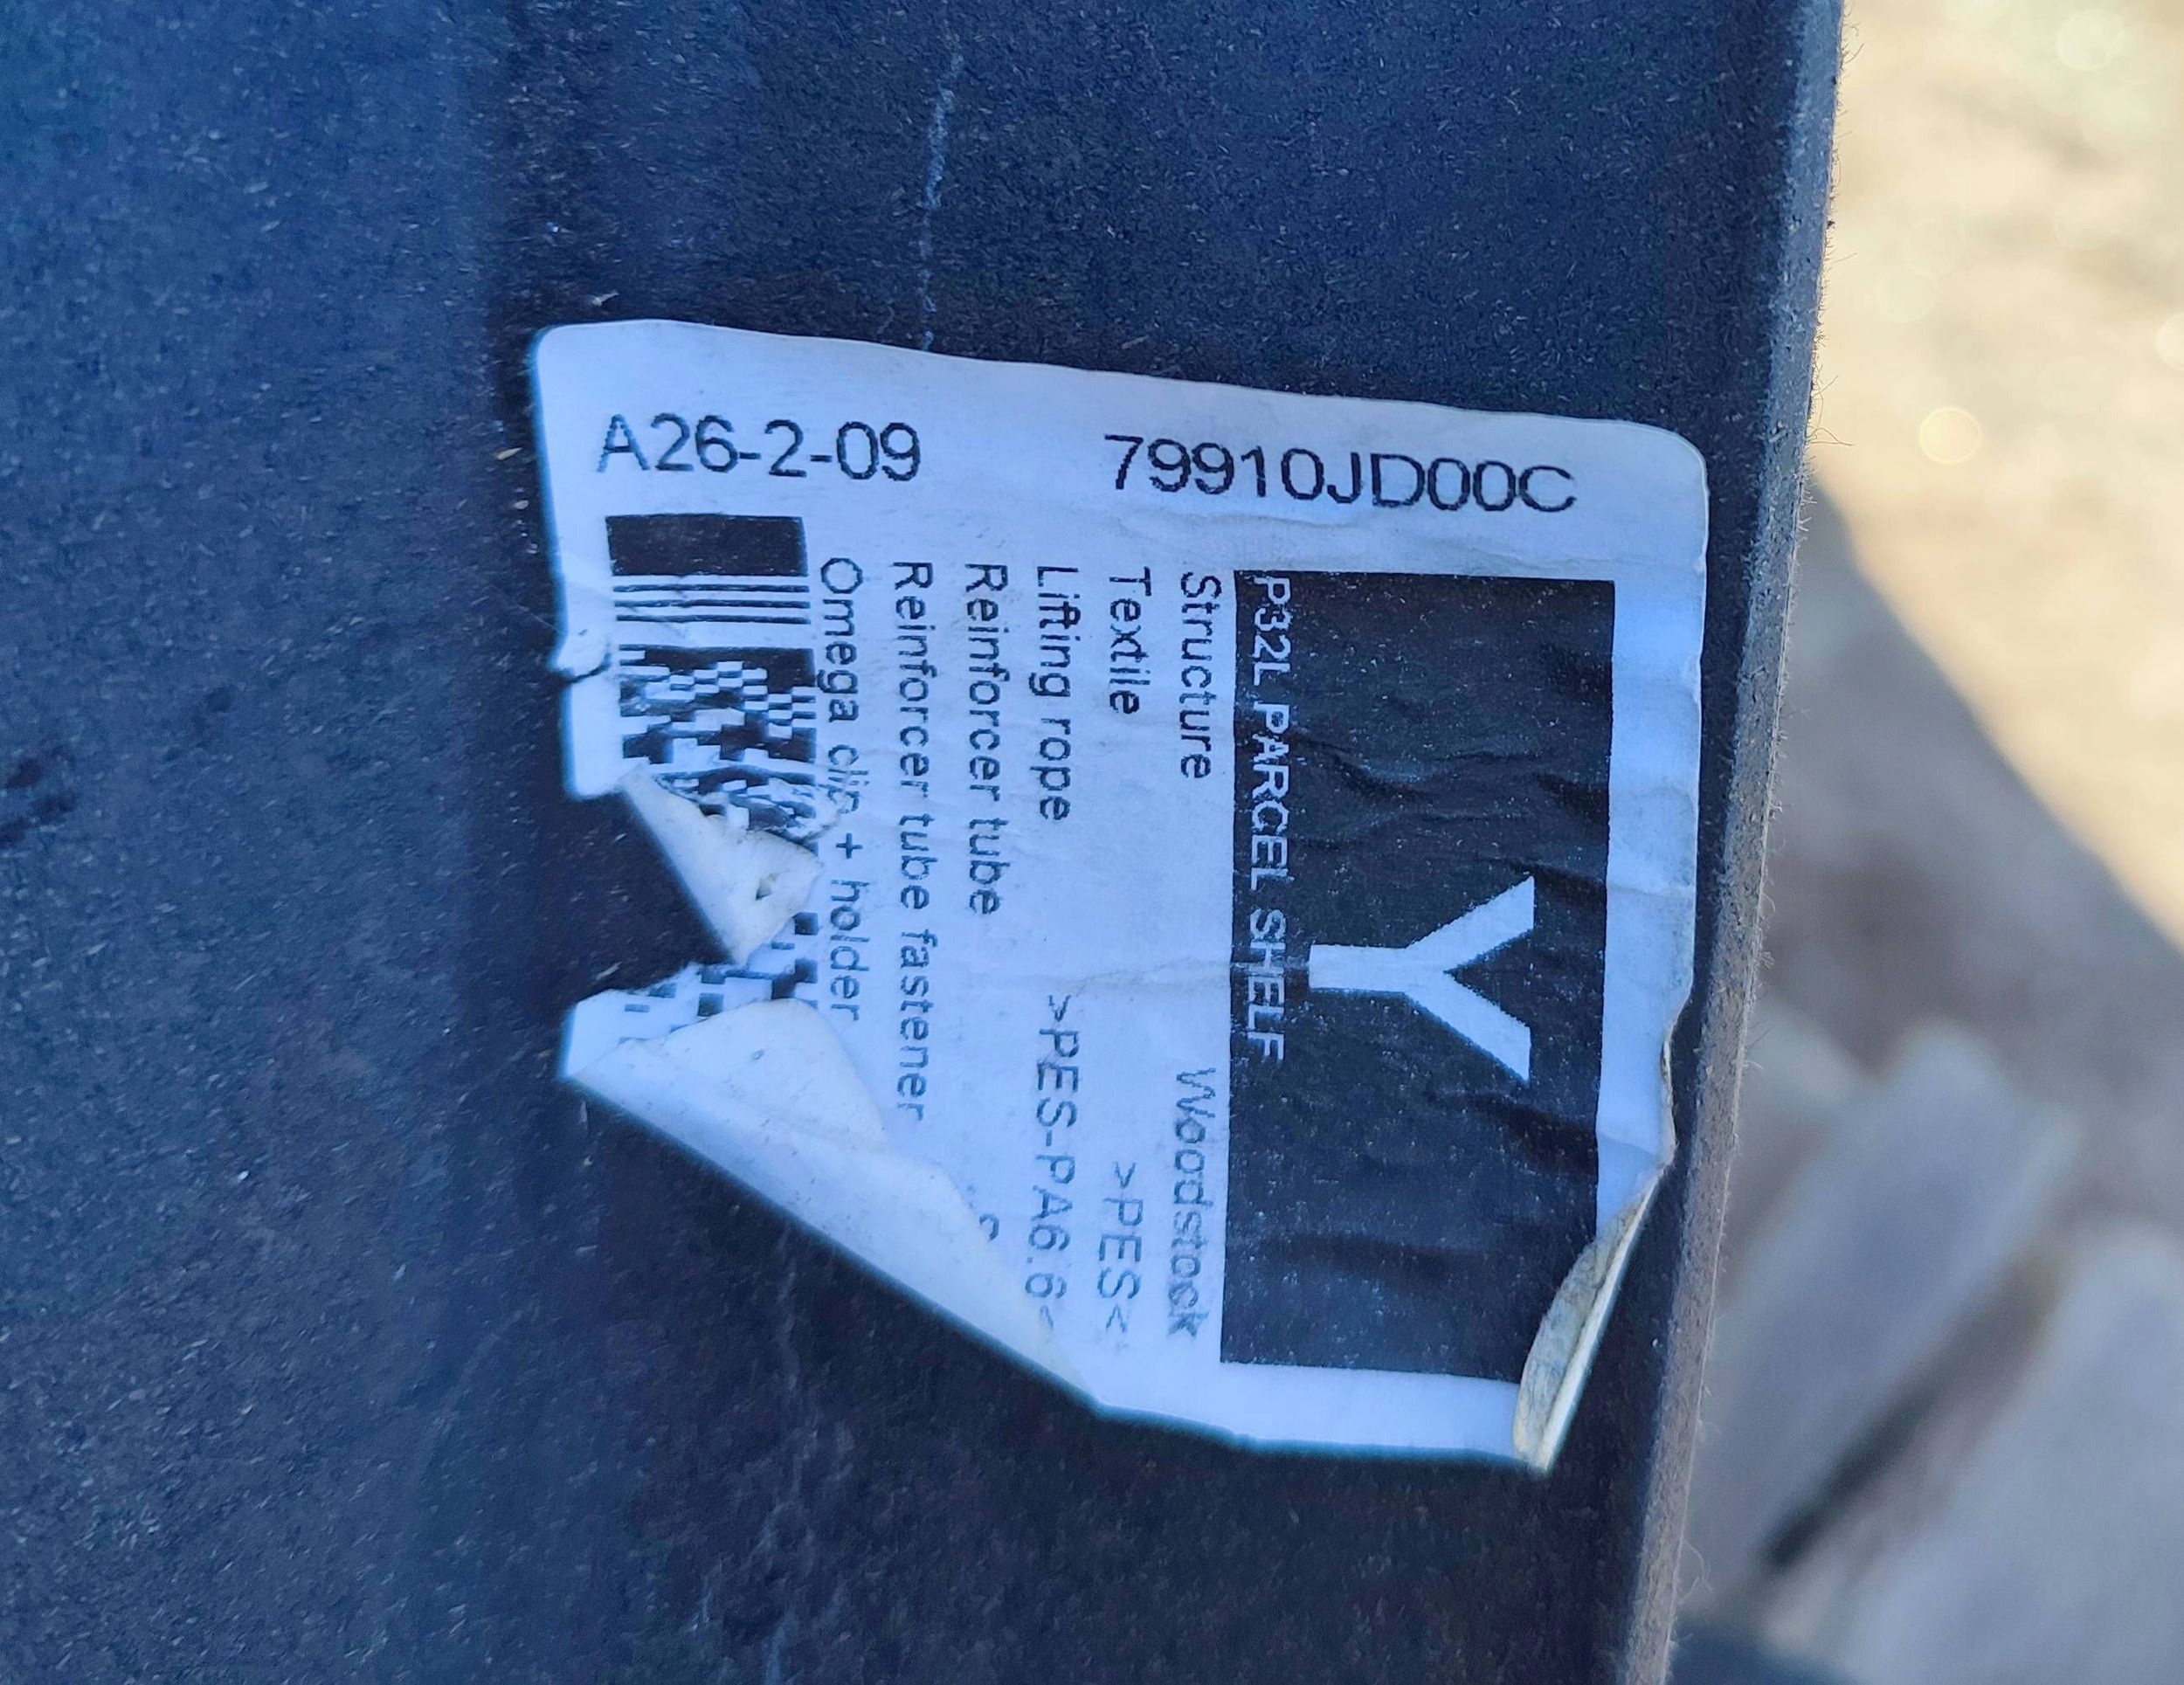 A26-2-09 79910JD00C
Y
P32L PARCEL SHELF
Structure Woodstock
Textile >PES<
Lifting rope >PES-PA6.6<
Reinforcer tube
Reinforcer tube fastener
Omega clip + holder